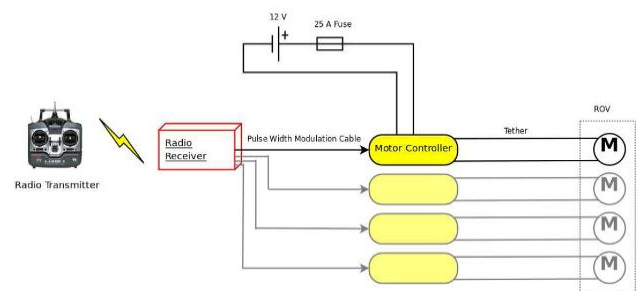 12 V
25 A Fuse
+
ROV
Radio
Receiver
Pulse Width Modulation Cable
Motor Controller
Tether
M
Radio Transmitter
M
M
M